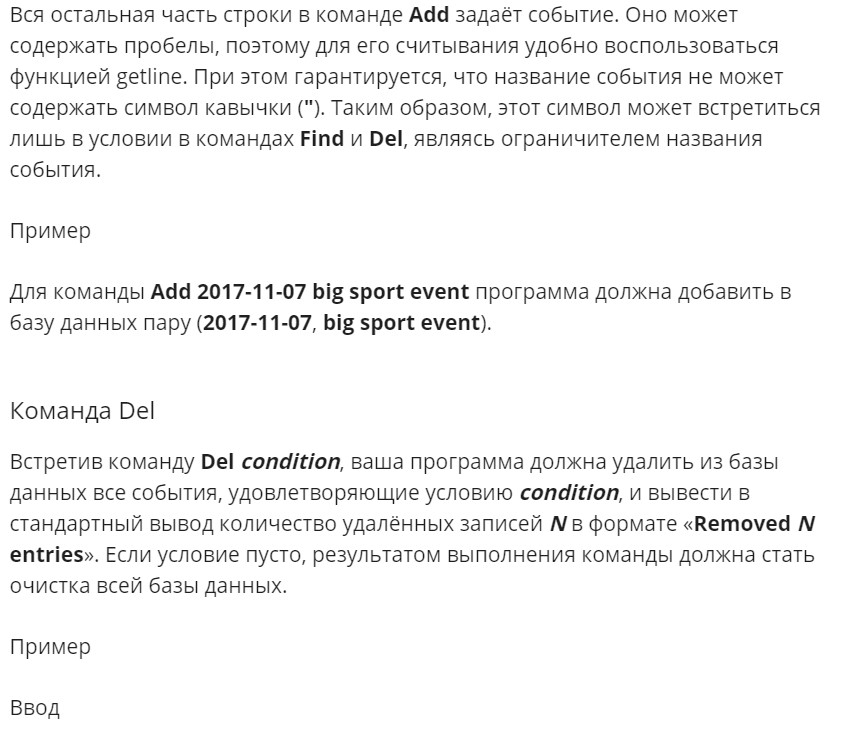 Вся остальная часть строки в команде Add задаёт событие. Оно может
содержать пробелы, поэтому для его считывания удобно воспользоваться
функцией getline. При этом гарантируется, что название события не может
содержать символ кавычки ("). Таким образом, этот символ может встретиться
лишь в условии в командах Find и Del, являясь ограничителем названия
события.
Пример
Для команды Add 2017-11-07 big sport event программа должна добавить в
базу данных пару (2017-11-07, big sport event).
Команда Del
Встретив команду Del condition, ваша программа должна удалить из базы
данных все события, удовлетворяющие условию condition, и вывести в
стандартный вывод количество удалённых записей N в формате «Removed N
entries». Если условие пусто, результатом выполнения команды должна стать
очистка всей базы данных.
Пример
Ввод